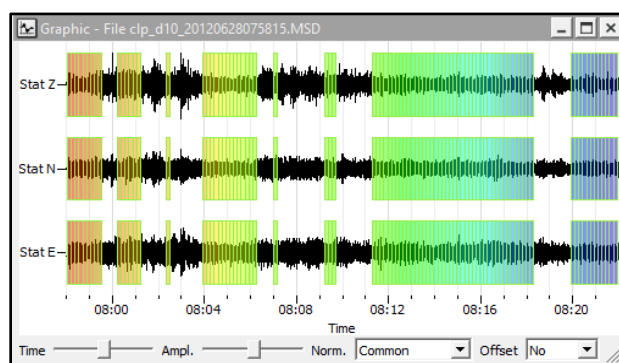 Graphic - File clp_d10_20120628075815.MSD
Stat Z
Stat N
Stat E
08:00 08:04 08:08 08:12 08:16 08:20
Time
Time Ampl. Norm. Common Offset No